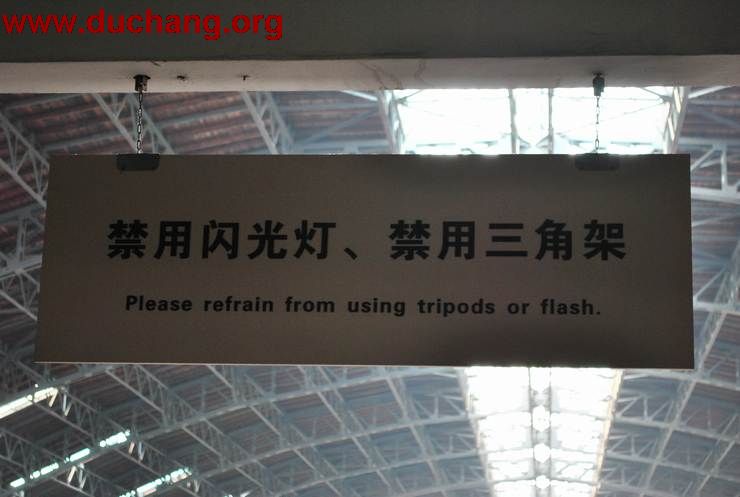 www.duchang.org
禁用闪光灯、禁用三角架
Please refrain from using tripods or flash.